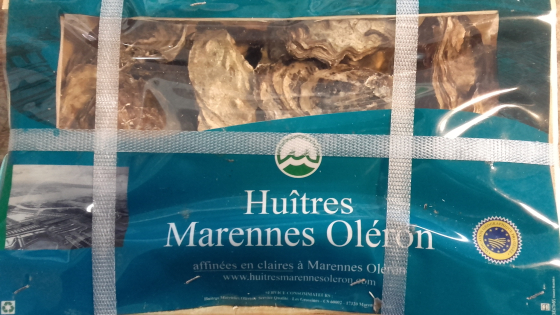 Huîtres
Marennes Oléron
affinées en claires à Marennes Oléron
www.huitresmarennesoleron.com